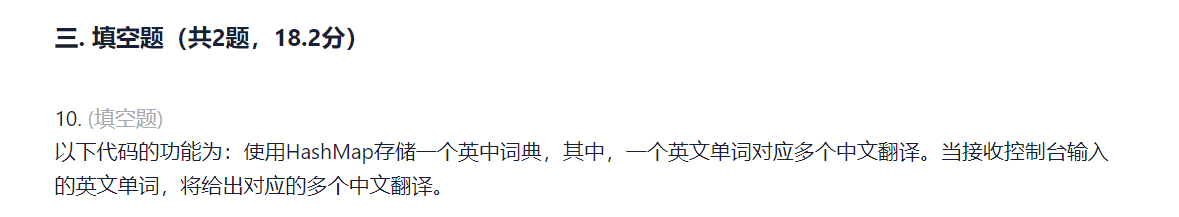 三. 填空题（共2题，18.2分）
10. (填空题)
以下代码的功能为：使用HashMap存储一个英中词典，其中，一个英文单词对应多个中文翻译。当接收控制台输入
的英文单词，将给出对应的多个中文翻译。